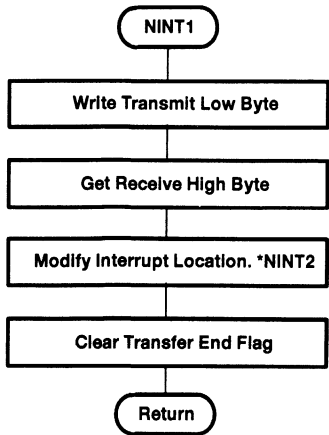 NINT1
Write Transmit Low Byte
Get Receive High Byte
Modify Interrupt Location. *NINT2
Clear Transfer End Flag
Return